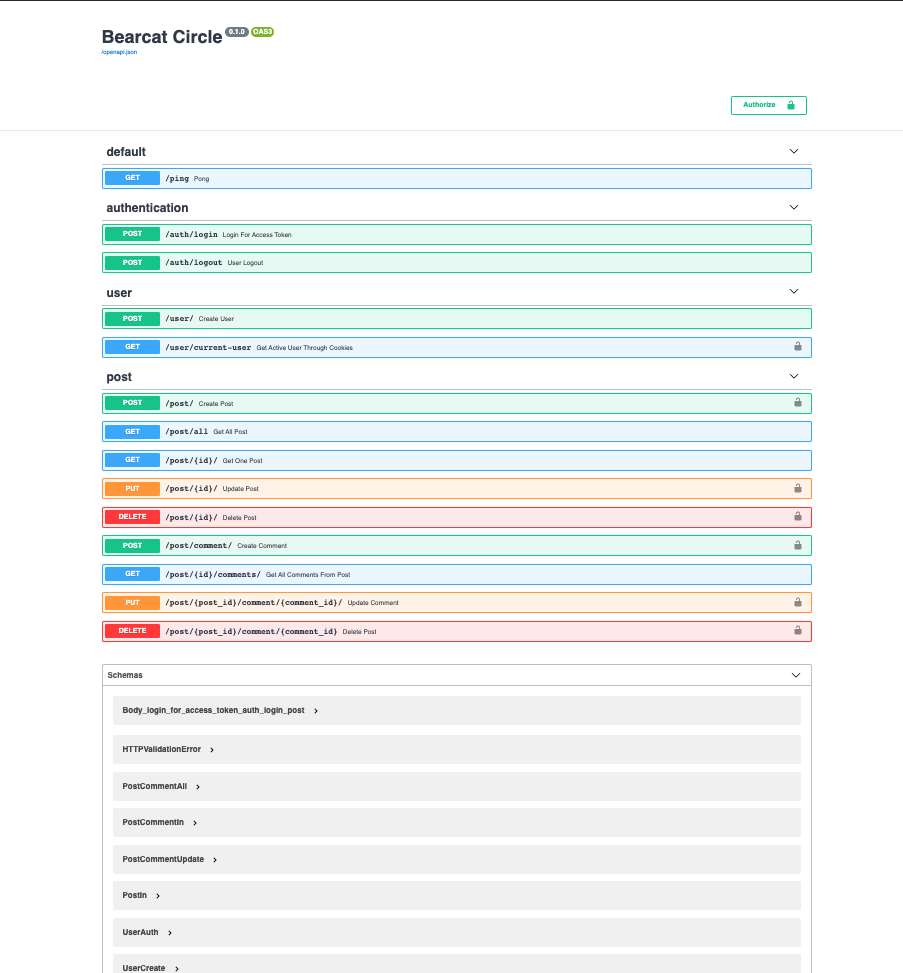 Bearcat Circle 0.1.0 OAS3
/openapi.json
Authorize
default
GET /ping Pong
authentication
POST /auth/login Login For Access Token
POST /auth/logout User Logout
user
POST /user/ Create User
GET /user/current-user Get Active User Through Cookies
post
POST /post/ Create Post
GET /post/all Get All Post
GET /post/{id}/ Get One Post
PUT /post/{id}/ Update Post
DELETE /post/{id}/ Delete Post
POST /post/comment/ Create Comment
GET /post/{id}/comments/ Get All Comments From Post
PUT /post/{post_id}/comment/{comment_id}/ Update Comment
DELETE /post/{post_id}/comment/{comment_id} Delete Post
Schemas
Body_login_for_access_token_auth_login_post
HTTPValidationError
PostCommentAll
PostCommentIn
PostCommentUpdate
PostIn
UserAuth
UserCreate